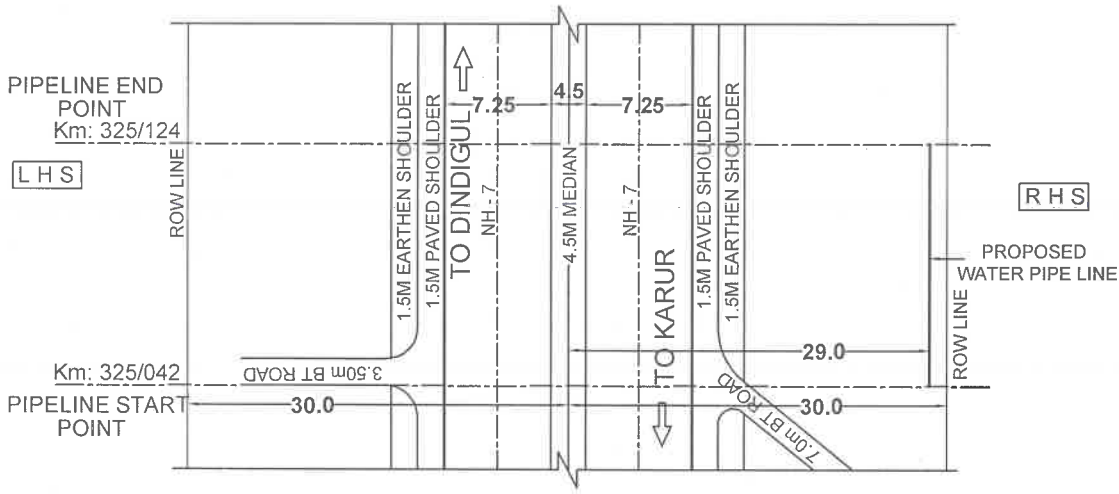 PIPELINE END
POINT
Km: 325/124
LHS
ROW LINE
1.5M EARTHEN SHOULDER
1.5M PAVED SHOULDER
TO DINDIGUL
7.25
NH - 7
4.5
4.5M MEDIAN
7.25
NH - 7
TO KARUR
1.5M PAVED SHOULDER
1.5M EARTHEN SHOULDER
RHS
PROPOSED
WATER PIPE LINE
ROW LINE
29.0
Km: 325/042
3.50m BT ROAD
PIPELINE START
POINT
30.0
30.0
7.0m BT ROAD